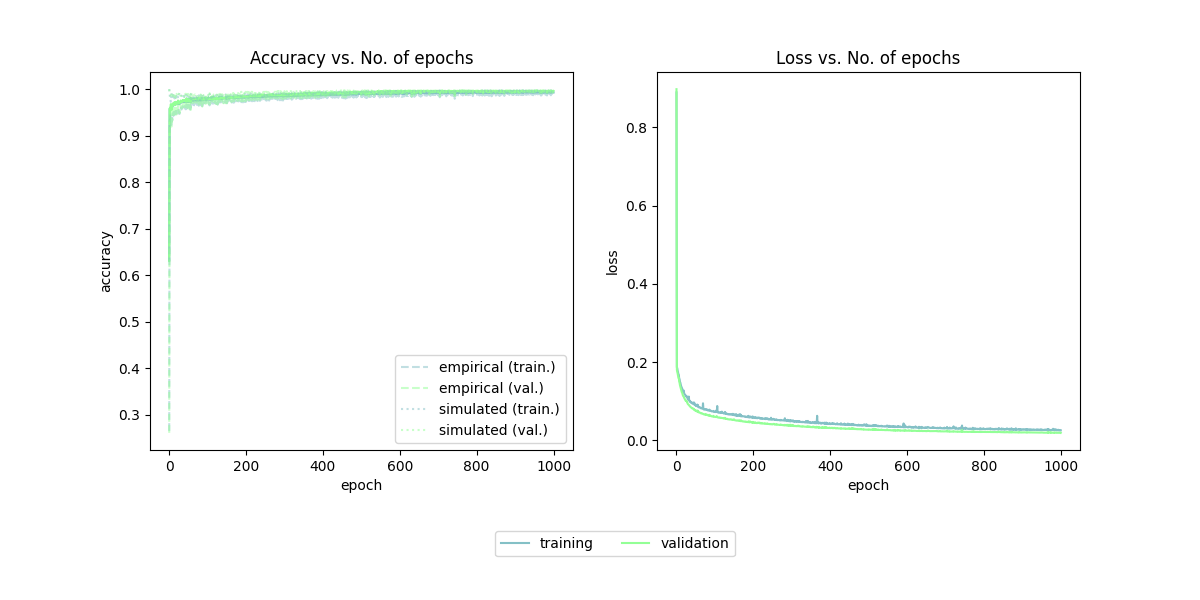 Accuracy vs. No. of epochs
1.0
0.9
0.8
0.7
0.6
0.5
0.4
0.3
accuracy
0
200
400
600
800
1000
epoch
empirical (train.)
empirical (val.)
simulated (train.)
simulated (val.)
Loss vs. No. of epochs
0.8
0.6
0.4
0.2
0.0
loss
0
200
400
600
800
1000
epoch
training
validation